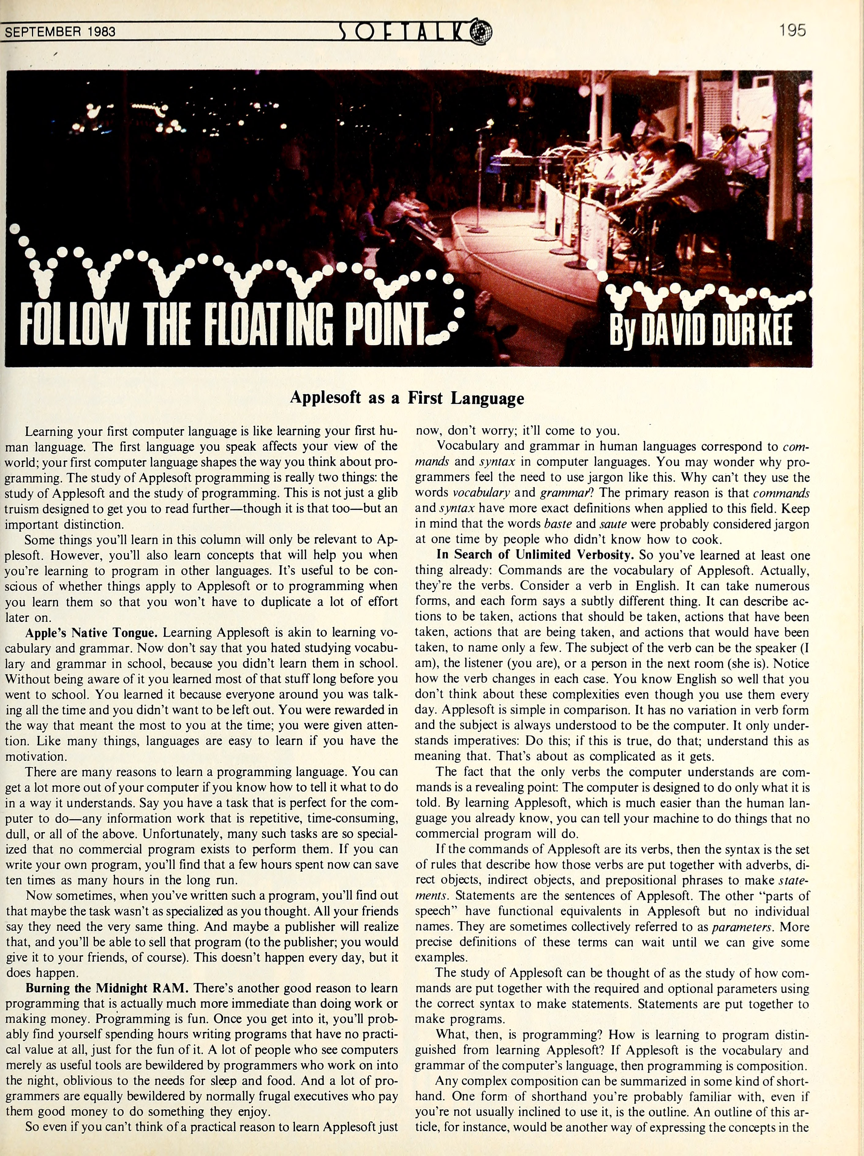 SEPTEMBER 1983
SOFTALK
195
FOLLOW THE FLOATING POINT
By DAVID DURKEE
Applesoft as a First Language
Learning your first computer language is like learning your first hu-
man language. The first language you speak affects your view of the
world; your first computer language shapes the way you think about pro-
gramming. The study of Applesoft programming is really two things: the
study of Applesoft and the study of programming. This is not just a glib
truism designed to get you to read further—though it is that too—but an
important distinction.
Some things you'll learn in this column will only be relevant to Ap-
plesoft. However, you'll also learn concepts that will help you when
you're learning to program in other languages. It's useful to be con-
scious of whether things apply to Applesoft or to programming when
you learn them so that you won't have to duplicate a lot of effort
later on.
Apple's Native Tongue. Learning Applesoft is akin to learning vo-
cabulary and grammar. Now don't say that you hated studying vocabu-
lary and grammar in school, because you didn't learn them in school.
Without being aware of it you learned most of that stuff long before you
went to school. You learned it because everyone around you was talk-
ing all the time and you didn't want to be left out. You were rewarded in
the way that meant the most to you at the time; you were given atten-
tion. Like many things, languages are easy to learn if you have the
motivation.
There are many reasons to learn a programming language. You can
get a lot more out of your computer if you know how to tell it what to do
in a way it understands. Say you have a task that is perfect for the com-
puter to do—any information work that is repetitive, time-consuming,
dull, or all of the above. Unfortunately, many such tasks are so special-
ized that no commercial program exists to perform them. If you can
write your own program, you'll find that a few hours spent now can save
ten times as many hours in the long run.
Now sometimes, when you've written such a program, you'll find out
that maybe the task wasn't as specialized as you thought. All your friends
say they need the very same thing. And maybe a publisher will realize
that, and you'll be able to sell that program (to the publisher; you would
give it to your friends, of course). This doesn't happen every day, but it
does happen.
Burning the Midnight RAM. There's another good reason to learn
programming that is actually much more immediate than doing work or
making money. Programming is fun. Once you get into it, you'll prob-
ably find yourself spending hours writing programs that have no practi-
cal value at all, just for the fun of it. A lot of people who see computers
merely as useful tools are bewildered by programmers who work on into
the night, oblivious to the needs for sleep and food. And a lot of pro-
grammers are equally bewildered by normally frugal executives who pay
them good money to do something they enjoy.
So even if you can't think of a practical reason to learn Applesoft just
now, don't worry; it'll come to you.
Vocabulary and grammar in human languages correspond to com-
mands and syntax in computer languages. You may wonder why pro-
grammers feel the need to use jargon like this. Why can't they use the
words vocabulary and grammar? The primary reason is that commands
and syntax have more exact definitions when applied to this field. Keep
in mind that the words baste and saute were probably considered jargon
at one time by people who didn't know how to cook.
In Search of Unlimited Verbosity. So you've learned at least one
thing already: Commands are the vocabulary of Applesoft. Actually,
they're the verbs. Consider a verb in English. It can take numerous
forms, and each form says a subtly different thing. It can describe ac-
tions to be taken, actions that should be taken, actions that have been
taken, actions that are being taken, and actions that would have been
taken, to name only a few. The subject of the verb can be the speaker (I
am), the listener (you are), or a person in the next room (she is). Notice
how the verb changes in each case. You know English so well that you
don't think about these complexities even though you use them every
day. Applesoft is simple in comparison. It has no variation in verb form
and the subject is always understood to be the computer. It only under-
stands imperatives: Do this; if this is true, do that; understand this as
meaning that. That's about as complicated as it gets.
The fact that the only verbs the computer understands are com-
mands is a revealing point: The computer is designed to do only what it is
told. By learning Applesoft, which is much easier than the human lan-
guage you already know, you can tell your machine to do things that no
commercial program will do.
If the commands of Applesoft are its verbs, then the syntax is the set
of rules that describe how those verbs are put together with adverbs, di-
rect objects, indirect objects, and prepositional phrases to make state-
ments. Statements are the sentences of Applesoft. The other "parts of
speech" have functional equivalents in Applesoft but no individual
names. They are sometimes collectively referred to as parameters. More
precise definitions of these terms can wait until we can give some
examples.
The study of Applesoft can be thought of as the study of how com-
mands are put together with the required and optional parameters using
the correct syntax to make statements. Statements are put together to
make programs.
What, then, is programming? How is learning to program distin-
guished from learning Applesoft? If Applesoft is the vocabulary and
grammar of the computer's language, then programming is composition.
Any complex composition can be summarized in some kind of short-
hand. One form of shorthand you're probably familiar with, even if
you're not usually inclined to use it, is the outline. An outline of this ar-
ticle, for instance, would be another way of expressing the concepts in the